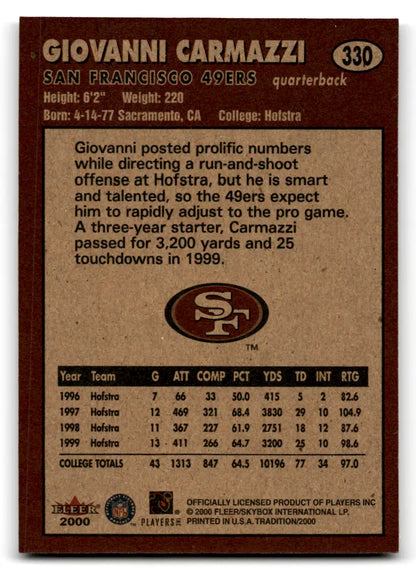 GIOVANNI CARMAZZI 330
SAN FRANCISCO 49ERS quarterback
Height: 6'2" Weight: 220
Born: 4-14-77 Sacramento, CA College: Hofstra
Giovanni posted prolific numbers
while directing a run-and-shoot
offense at Hofstra, but he is smart
and talented, so the 49ers expect
him to rapidly adjust to the pro game.
A three-year starter, Carmazzi
passed for 3,200 yards and 25
touchdowns in 1999.
SF
TM
Year Team G ATT COMP PCT YDS TD INT RTG
1996 Hofstra 7 66 33 50.0 415 5 2 82.6
1997 Hofstra 12 469 321 68.4 3830 29 10 104.9
1998 Hofstra 11 367 227 61.9 2751 18 12 87.6
1999 Hofstra 13 411 266 64.7 3200 25 10 98.6
COLLEGE TOTALS 43 1313 847 64.5 10196 77 34 97.0
FLEER
2000
NFL
PLAYERS INC
OFFICIALLY LICENSED PRODUCT OF PLAYERS INC
© 2000 FLEER/SKYBOX INTERNATIONAL LP.
PRINTED IN U.S.A. TRADITION/2000